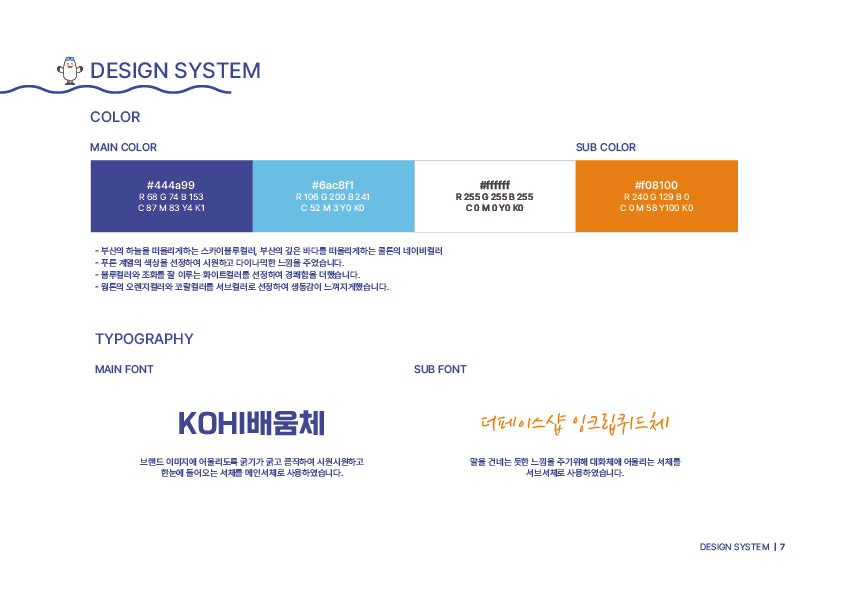 DESIGN SYSTEM
COLOR
MAIN COLOR
SUB COLOR
#444a99
R 68 G 74 B 153
C 87 M 83 Y4 K1
#6ac8f1
R 106 G 200 B 241
C 52 M 3 Y0 K0
#ffffff
R 255 G 255 B 255
C 0 M 0 Y0 K0
#f08100
R 240 G 129 B 0
C 0 M 58 Y100 K0
- 부산의 하늘을 떠올리게하는 스카이블루컬러, 부산의 깊은 바다를 떠올리게하는 쿨톤의 네이비컬러
- 푸른 계열의 색상을 선정하여 시원하고 다이나믹한 느낌을 주었습니다.
- 블루컬러와 조화를 잘 이루는 화이트컬러를 선정하여 경쾌함을 더했습니다.
- 웜톤의 오렌지컬러와 코랄컬러를 서브컬러로 선정하여 생동감이 느껴지게했습니다.
TYPOGRAPHY
MAIN FONT
KOHI배움체
브랜드 이미지에 어울리도록 굵기가 굵고 큼직하여 시원시원하고
한눈에 들어오는 서체를 메인서체로 사용하였습니다.
SUB FONT
더페이스샵 잉크립퀴드체
말을 건네는 듯한 느낌을 주기위해 대화체에 어울리는 서체를
서브서체로 사용하였습니다.
DESIGN SYSTEM | 7